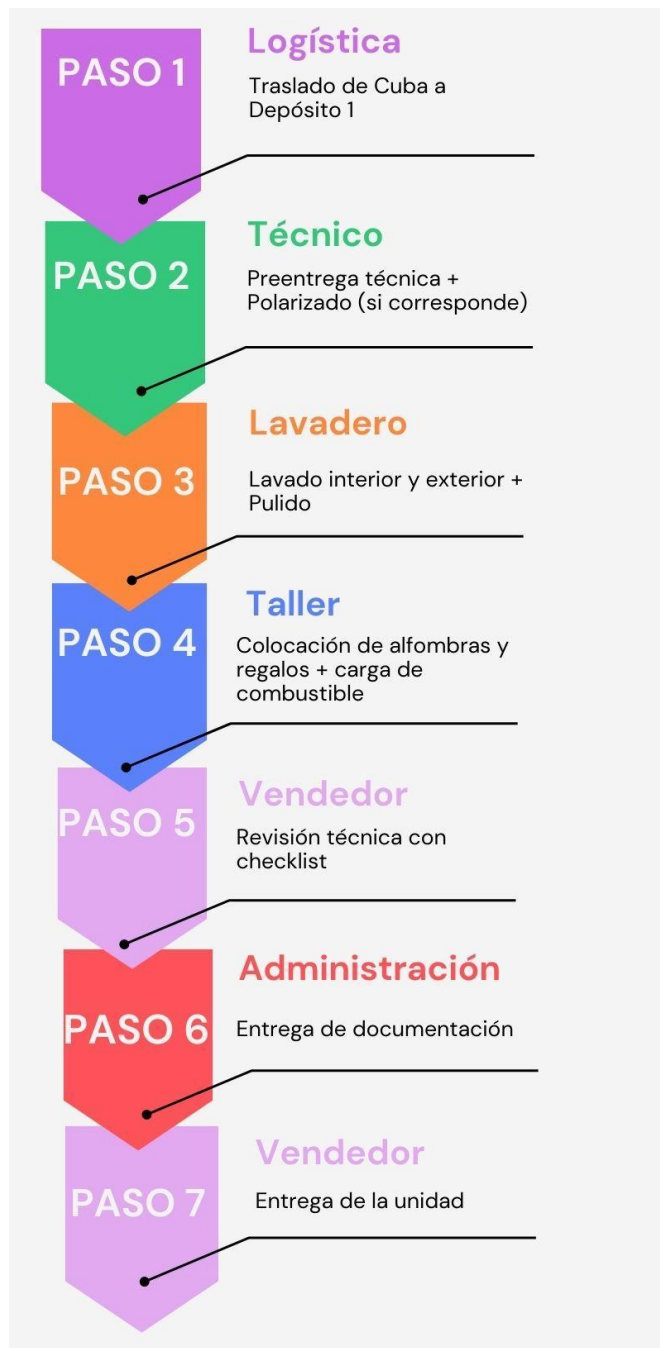 PASO 1
Logística
Traslado de Cuba a
Depósito 1
PASO 2
Técnico
Preentrega técnica +
Polarizado (si corresponde)
PASO 3
Lavadero
Lavado interior y exterior +
Pulido
PASO 4
Taller
Colocación de alfombras y
regalos + carga de
combustible
PASO 5
Vendedor
Revisión técnica con
checklist
PASO 6
Administración
Entrega de documentación
PASO 7
Vendedor
Entrega de la unidad